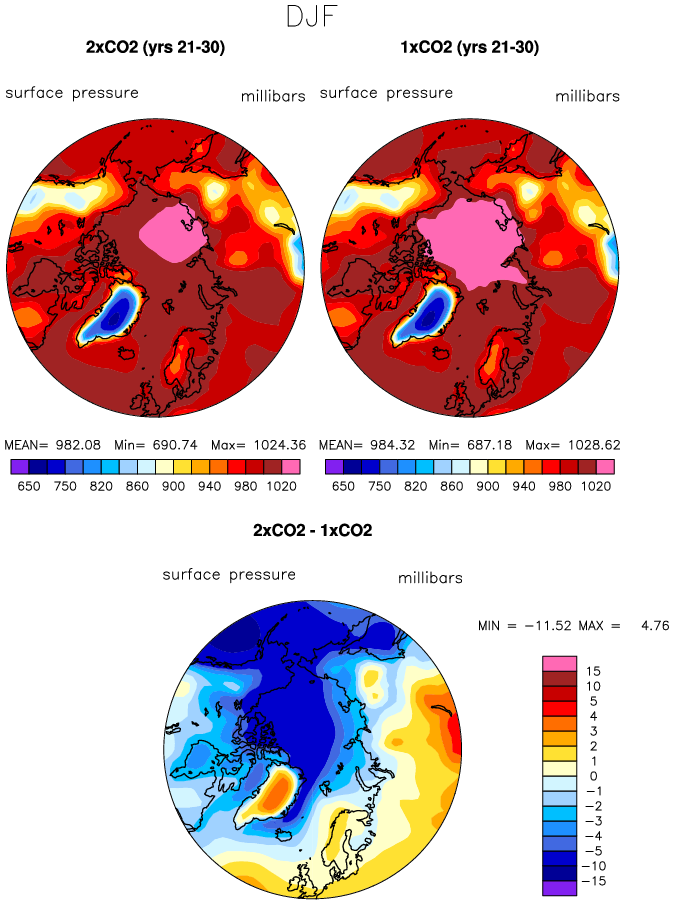 DJF
2xCO2 (yrs 21-30) 1xCO2 (yrs 21-30)
surface pressure millibars surface pressure millibars
MEAN= 982.08 Min= 690.74 Max= 1024.36 MEAN= 984.32 Min= 687.18 Max= 1028.62
650 750 820 860 900 940 980 1020 650 750 820 860 900 940 980 1020
2xCO2 - 1xCO2
surface pressure millibars
MIN = -11.52 MAX = 4.76
15
10
5
4
3
2
1
0
-1
-2
-3
-4
-5
-10
-15